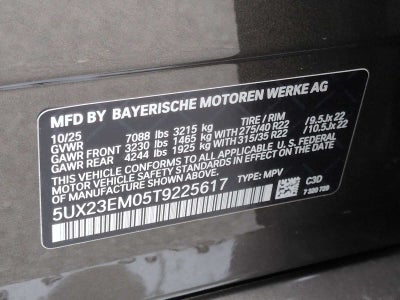 MFD BY BAYERISCHE MOTOREN WERKE AG
10/25 7088 lbs 3215 kg TIRE / RIM
GVWR
GAWR FRONT 3230 lbs 1465 kg WITH 275/40 R22 / 9.5Jx 22
GAWR REAR 4244 lbs 1925 kg WITH 315/35 R22 / 10.5Jx 22
THIS VEHICLE CONFORMS TO ALL APPLICABLE U.S. FEDERAL
MOTOR VEHICLE SAFETY STANDARDS IN EFFECT ON THE DATE
OF MANUFACTURE SHOWN ABOVE.
5UX23EM05T9225617 TYPE: MPV
C3D